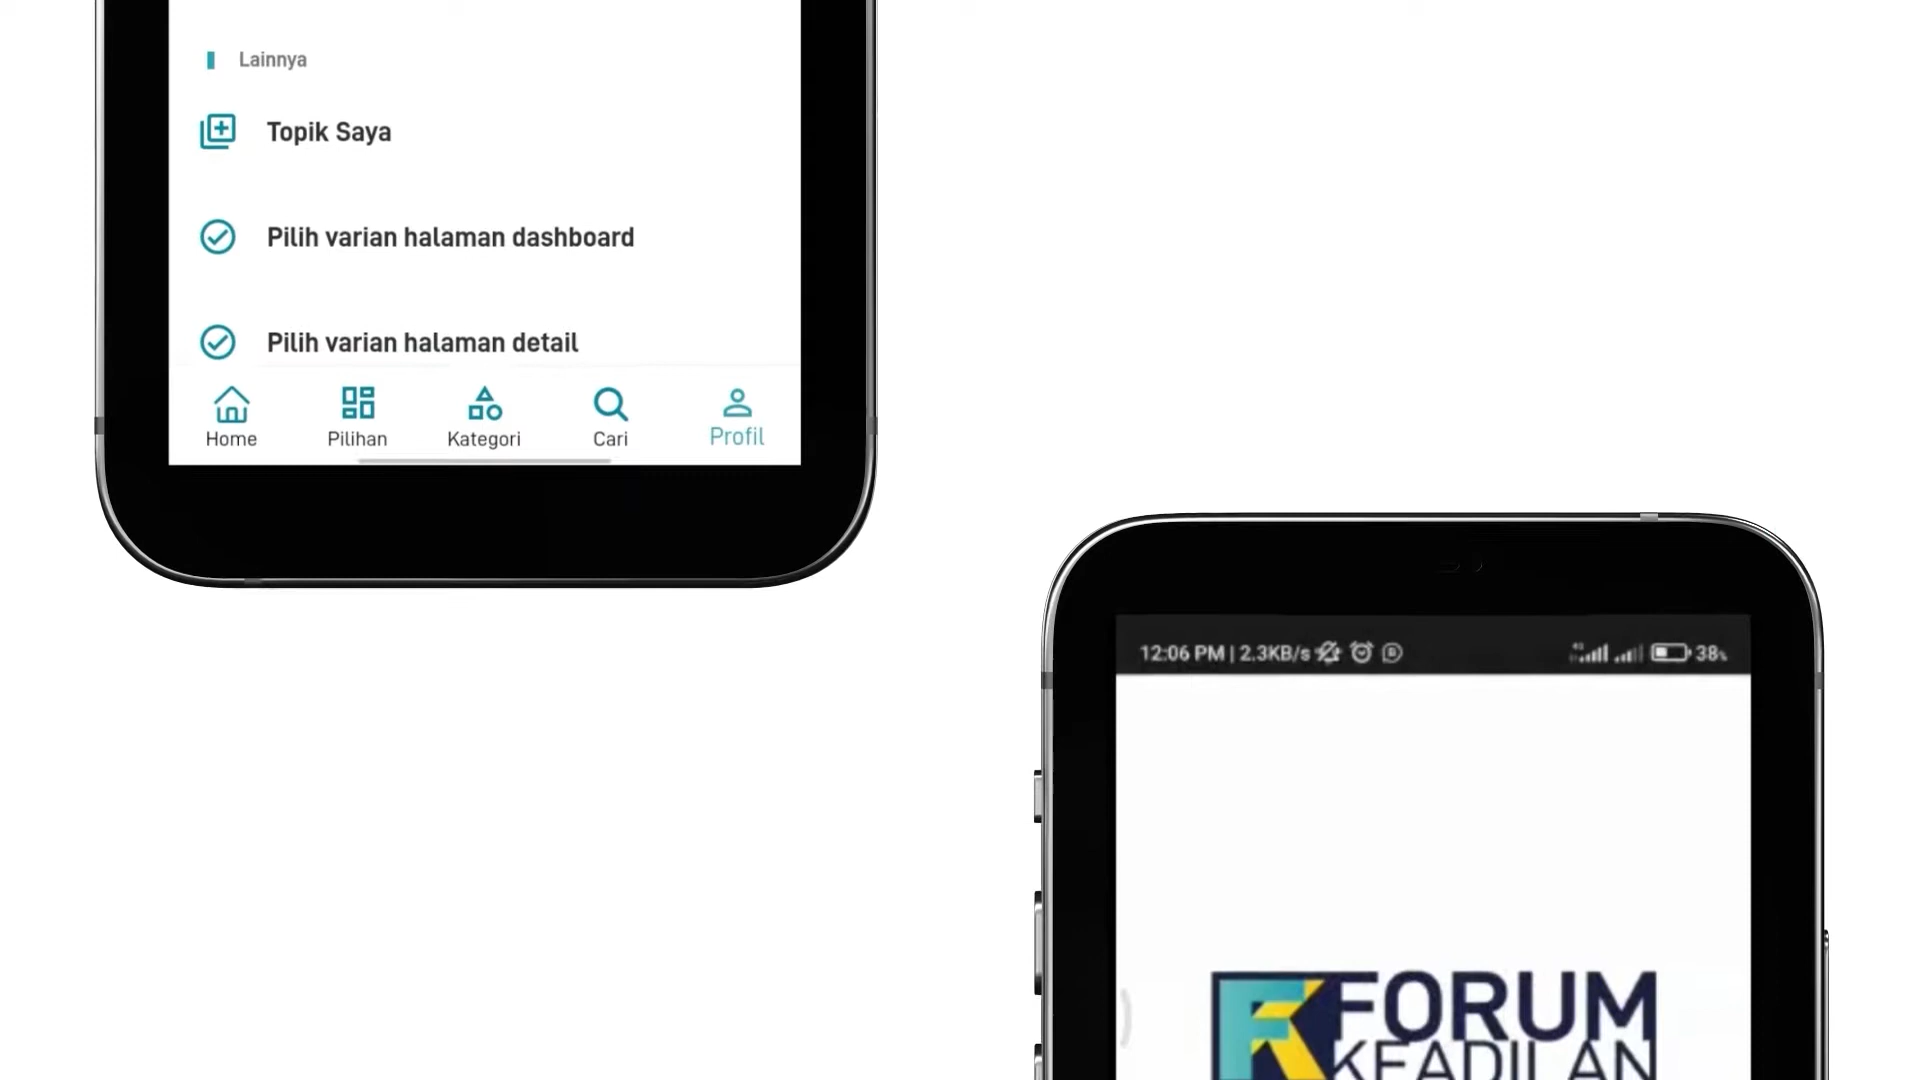 Lainnya
Topik Saya
Pilih varian halaman dashboard
Pilih varian halaman detail
Home Pilihan Kategori Cari Profil
12:06 PM | 2.3KB/s 38%
FORUM
KEADILAN